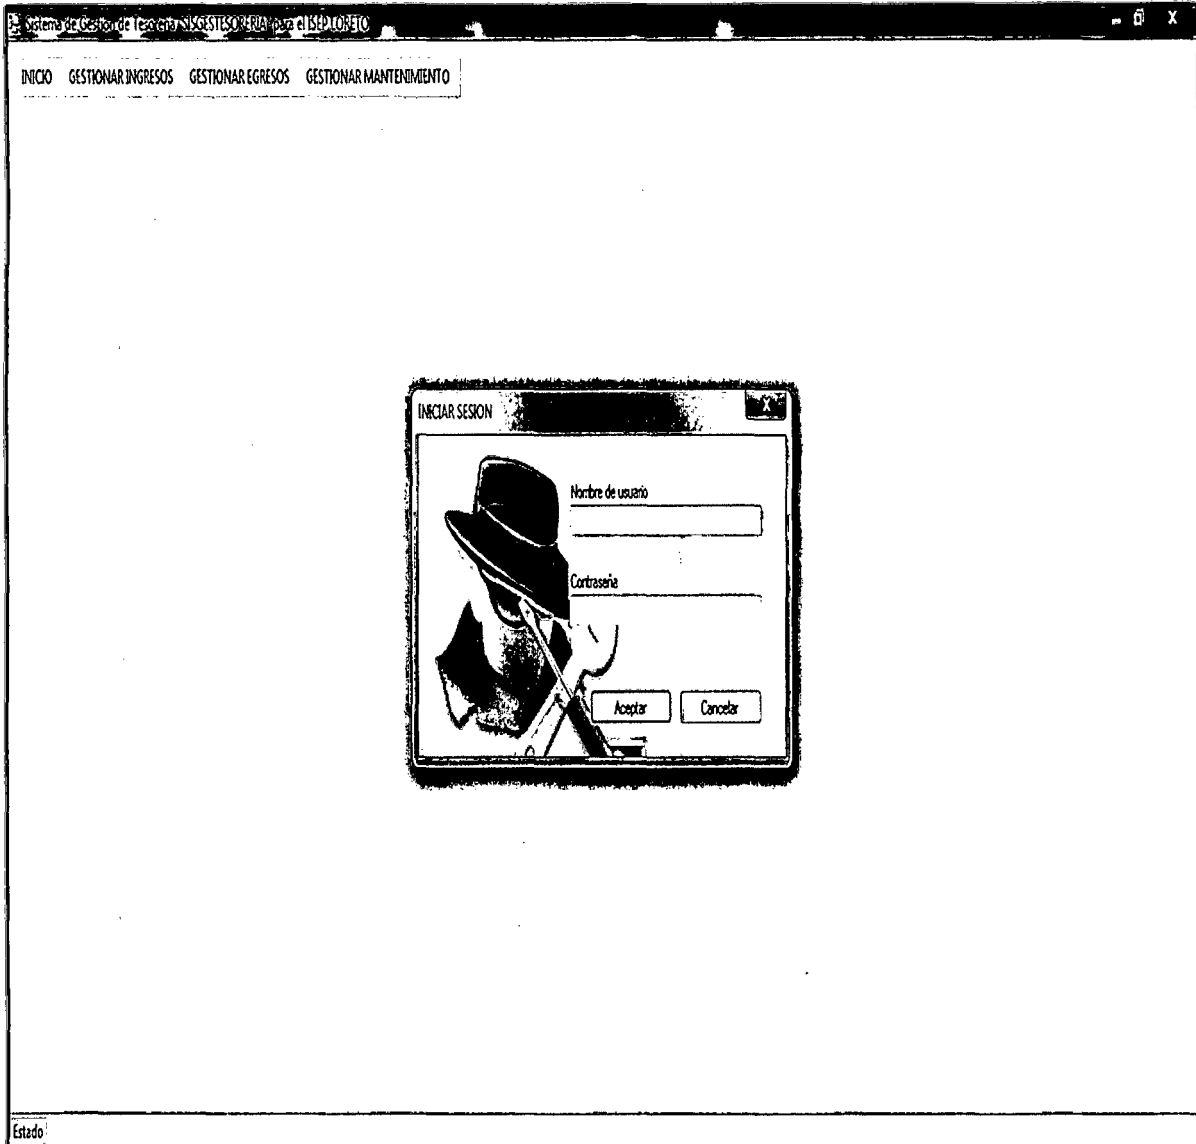 Sistema de Gestion de Tesoreria "SISGESTESORERIA" para el ISEP LORETO
INICIO GESTIONAR INGRESOS GESTIONAR EGRESOS GESTIONAR MANTENIMIENTO
INICIAR SESION
Nombre de usuario
Contraseña
Aceptar Cancelar
Estado